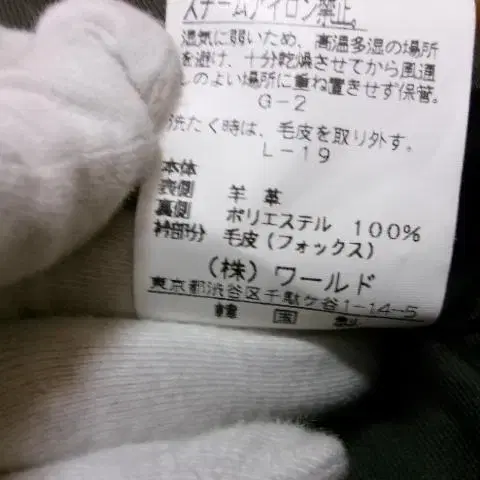 スチームアイロン禁止。
湿気に弱いため、高温多湿の場所
を避け、十分乾燥させてから風通
しのよい場所に重ね置きせず保管。
G-2
洗たく時は、毛皮を取り外す。
L-19
本体
表側 羊革
裏側 ポリエステル 100%
衿部分 毛皮(フォックス)
(株)ワールド
東京都渋谷区千駄ケ谷1-14-5
韓国製